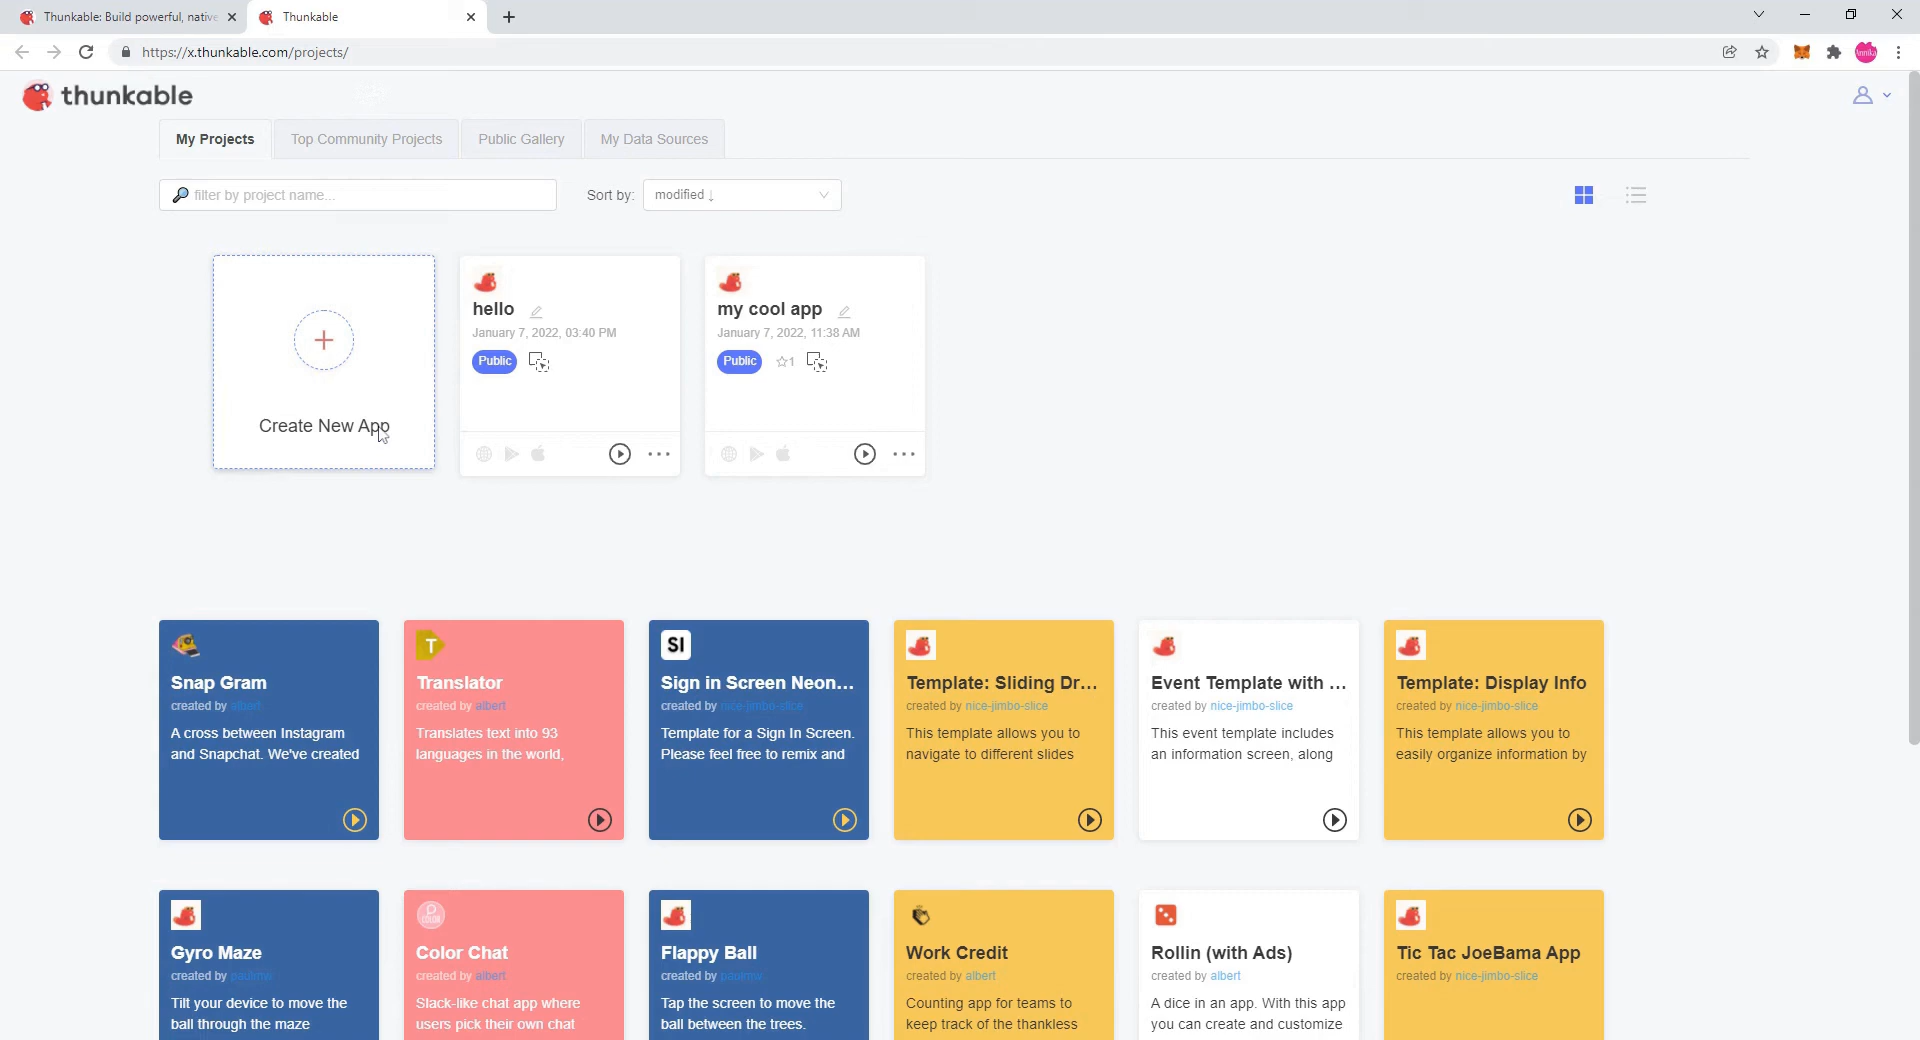 Thunkable: Build powerful, native
Thunkable
https://x.thunkable.com/projects/
Annika
thunkable
My Projects
Top Community Projects
Public Gallery
My Data Sources
filter by project name...
Sort by:
modified ↓
Create New App
hello
January 7, 2022, 03:40 PM
Public
my cool app
January 7, 2022, 11:38 AM
Public
1
Snap Gram
created by albert
A cross between Instagram
and Snapchat. We've created
T
Translator
created by albert
Translates text into 93
languages in the world,
SI
Sign in Screen Neon...
created by nice-jimbo-slice
Template for a Sign In Screen.
Please feel free to remix and
Template: Sliding Dr...
created by nice-jimbo-slice
This template allows you to
navigate to different slides
Event Template with ...
created by nice-jimbo-slice
This event template includes
an information screen, along
Template: Display Info
created by nice-jimbo-slice
This template allows you to
easily organize information by
Gyro Maze
created by paulmw
Tilt your device to move the
ball through the maze
COLOR
Color Chat
created by albert
Slack-like chat app where
users pick their own chat
Flappy Ball
created by paulmw
Tap the screen to move the
ball between the trees.
Work Credit
created by albert
Counting app for teams to
keep track of the thankless
Rollin (with Ads)
created by albert
A dice in an app. With this app
you can create and customize
Tic Tac JoeBama App
created by nice-jimbo-slice